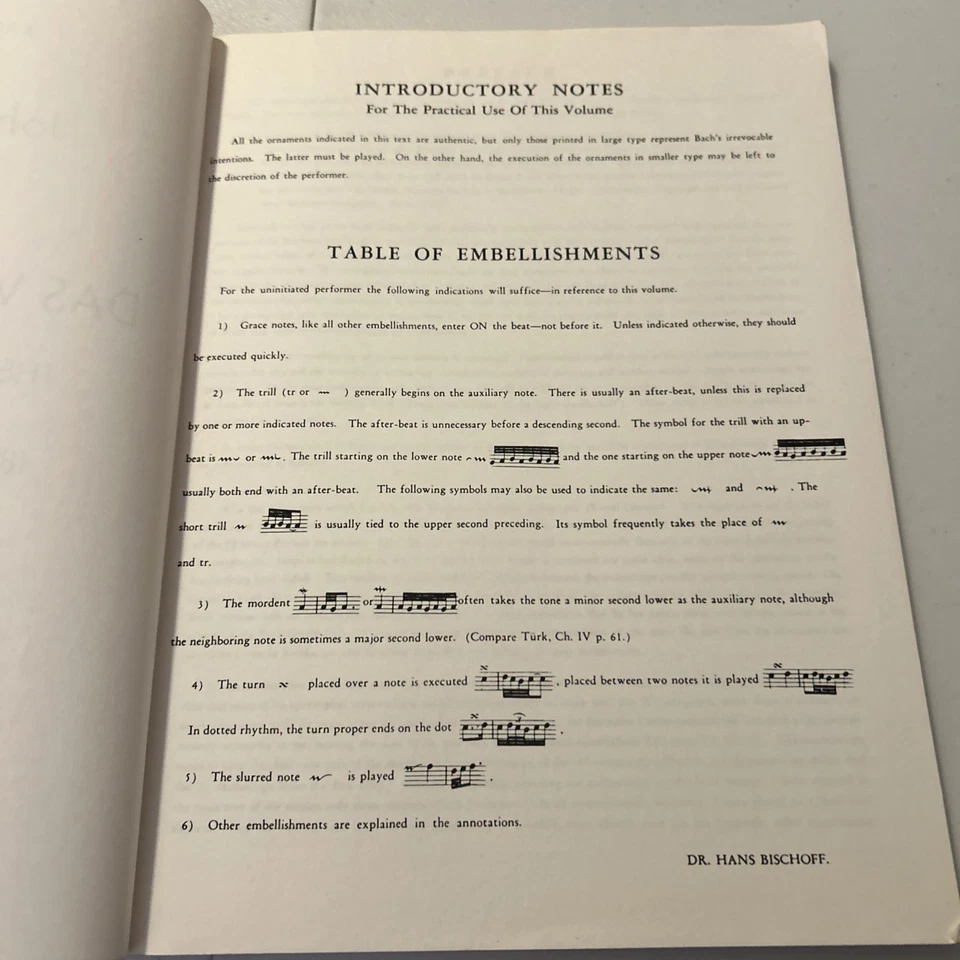 INTRODUCTORY NOTES
For The Practical Use Of This Volume
All the ornaments indicated in this text are authentic, but only those printed in large type represent Bach's irrevocable
intentions. The latter must be played. On the other hand, the execution of the ornaments in smaller type may be left to
the discretion of the performer.
TABLE OF EMBELLISHMENTS
For the uninitiated performer the following indications will suffice—in reference to this volume.
1) Grace notes, like all other embellishments, enter ON the beat—not before it. Unless indicated otherwise, they should
be executed quickly.
2) The trill (tr or ) generally begins on the auxiliary note. There is usually an after-beat, unless this is replaced
by one or more indicated notes. The after-beat is unnecessary before a descending second. The symbol for the trill with an up-
beat is or . The trill starting on the lower note and the one starting on the upper note
usually both end with an after-beat. The following symbols may also be used to indicate the same: and . The
short trill is usually tied to the upper second preceding. Its symbol frequently takes the place of
and tr.
3) The mordent or often takes the tone a minor second lower as the auxiliary note, although
the neighboring note is sometimes a major second lower. (Compare Türk, Ch. IV p. 61.)
4) The turn placed over a note is executed , placed between two notes it is played
In dotted rhythm, the turn proper ends on the dot .
5) The slurred note is played .
6) Other embellishments are explained in the annotations.
DR. HANS BISCHOFF.